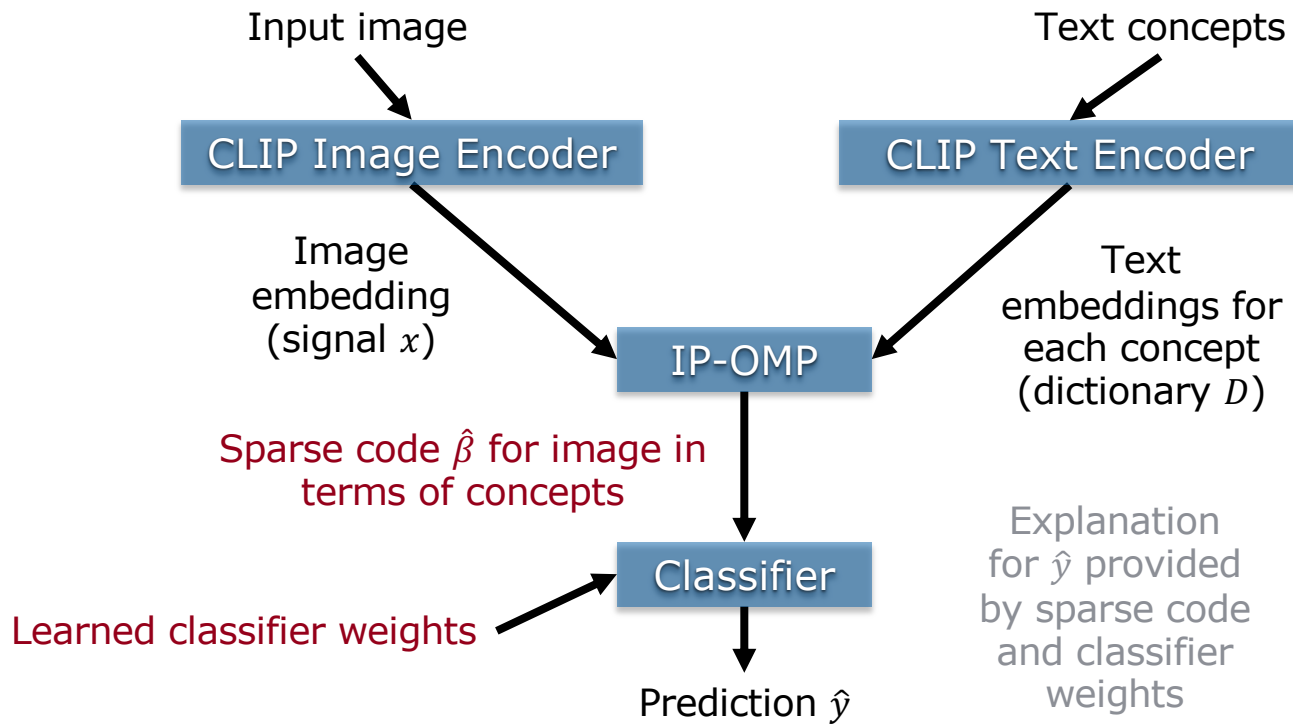 Input image
Text concepts
CLIP Image Encoder
CLIP Text Encoder
Image
embedding
(signal 𝑥)
Text
embeddings for
each concept
(dictionary 𝐷)
IP-OMP
Sparse code 𝛽̂ for image in
terms of concepts
Classifier
Learned classifier weights
Explanation
for 𝑦̂ provided
by sparse code
and classifier
weights
Prediction 𝑦̂